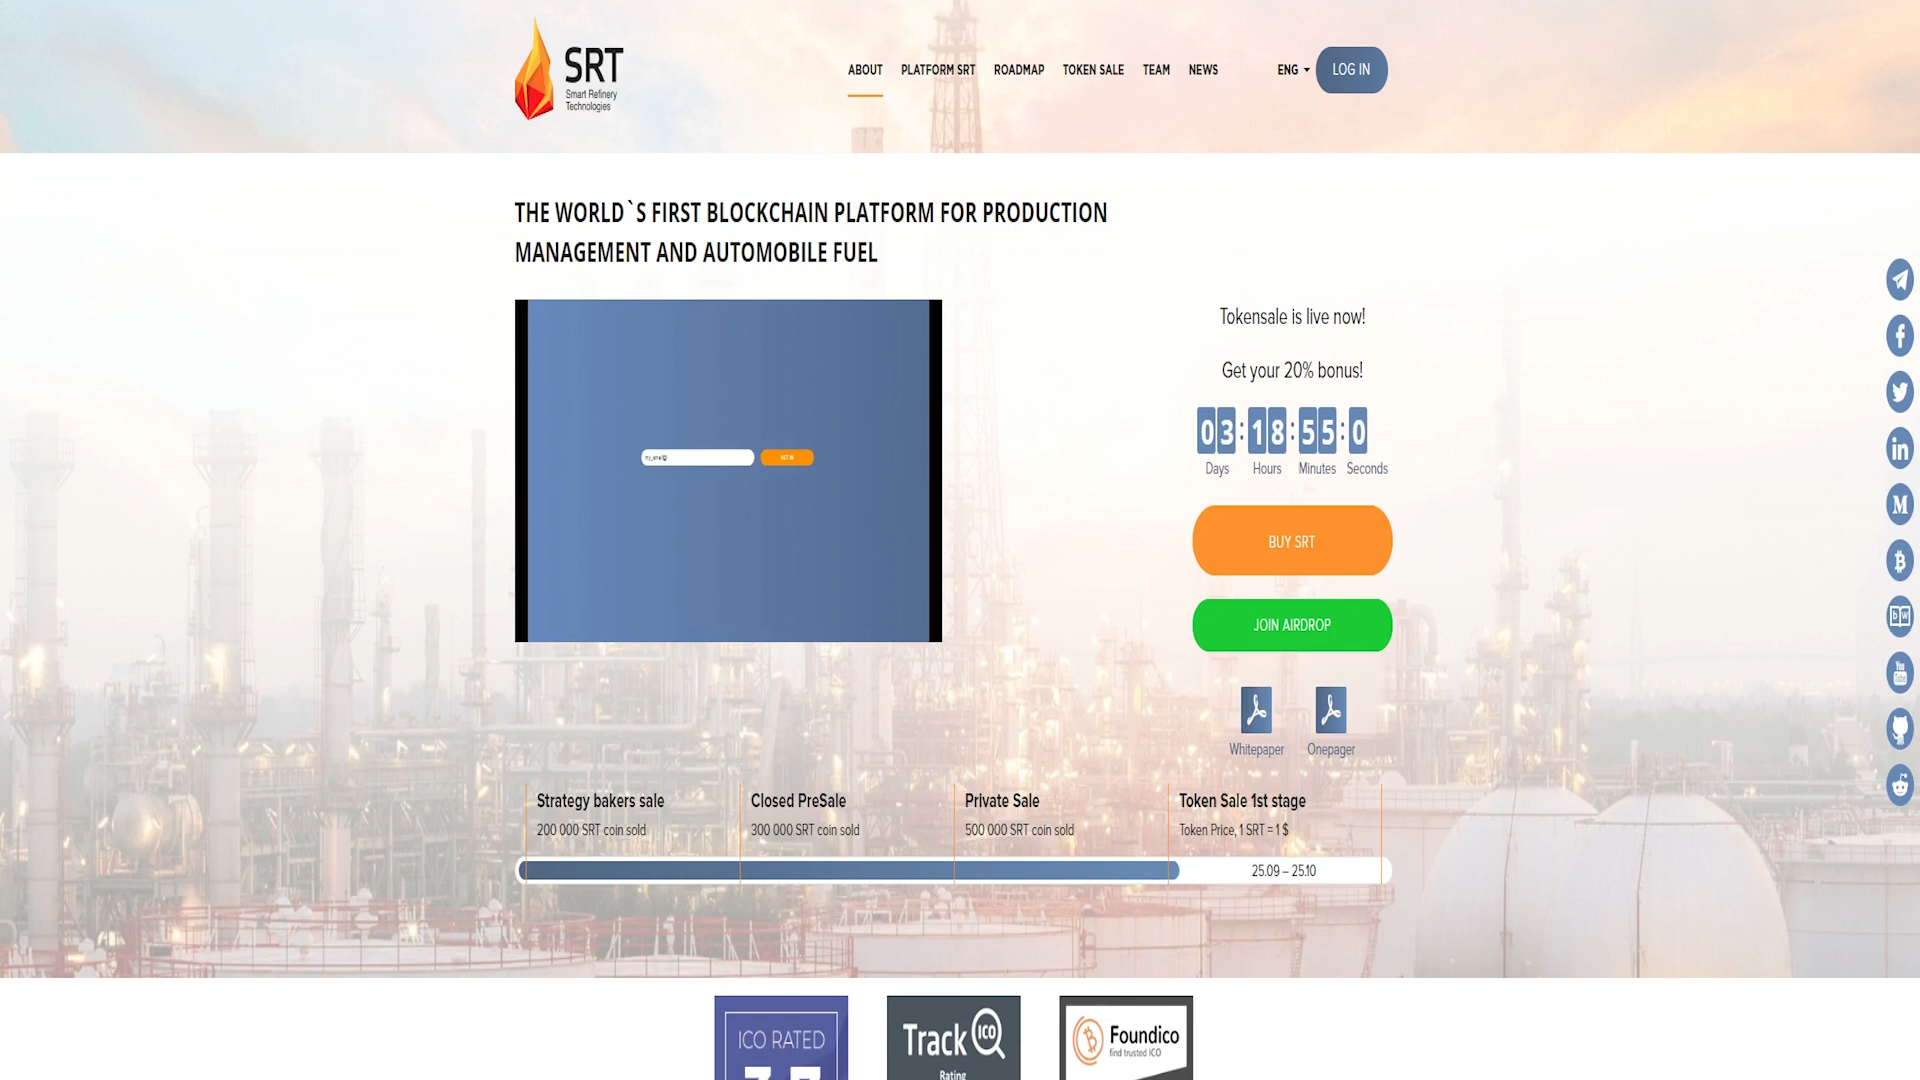 SRT
Smart Refinery
Technologies
ABOUT
PLATFORM SRT
ROADMAP
TOKEN SALE
TEAM
NEWS
ENG
LOG IN
THE WORLD`S FIRST BLOCKCHAIN PLATFORM FOR PRODUCTION
MANAGEMENT AND AUTOMOBILE FUEL
Tokensale is live now!
Get your 20% bonus!
03:18:55:0
Days Hours Minutes Seconds
BUY SRT
JOIN AIRDROP
Whitepaper
Onepager
Strategy bakers sale
200 000 SRT coin sold
Closed PreSale
300 000 SRT coin sold
Private Sale
500 000 SRT coin sold
Token Sale 1st stage
Token Price, 1 SRT = 1 $
25.09 – 25.10
ICO RATED
Track ICO
Rating
Foundico
find trusted ICO